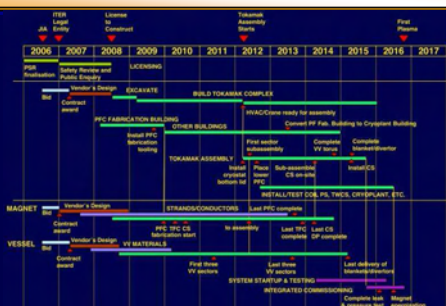 ITER
Legal
Entity
License
to
Construct
Tokamak
Assembly
Starts
First
Plasma
JIA
2006 2007 2008 2009 2010 2011 2012 2013 2014 2015 2016 2017
PSR
finalisation
Safety Review and
Public Enquiry
LICENSING
Bid
Vendor's Design
Contract
award
EXCAVATE
BUILD TOKAMAK COMPLEX
HVAC/Crane ready for assembly
PFC FABRICATION BUILDING
Install PFC
fabrication
tooling
OTHER BUILDINGS
Convert PF Fab. Building to Cryoplant Building
First sector
subassembly
Complete
VV torus
Complete
blanket/divertor
TOKAMAK ASSEMBLY
Install
cryostat
bottom lid
Place
lower
PFC
Sub-assemble
CS on-site
Install CS
INSTALL/TEST COIL PS, TWCS, CRYOPLANT, ETC.
MAGNET
Bid
Vendor's Design
Contract
award
STRANDS/CONDUCTORS
Last PFC complete
PFC TFC CS
fabrication start
to assembly
Last TFC
complete
Last CS
DP complete
VESSEL
Bid
Vendor's Design
Contract
award
VV MATERIALS
First three
VV sectors
Last three
VV sectors
Last delivery of
blankets/divertors
SYSTEM STARTUP & TESTING
INTEGRATED COMMISSIONING
Complete leak
Magnet